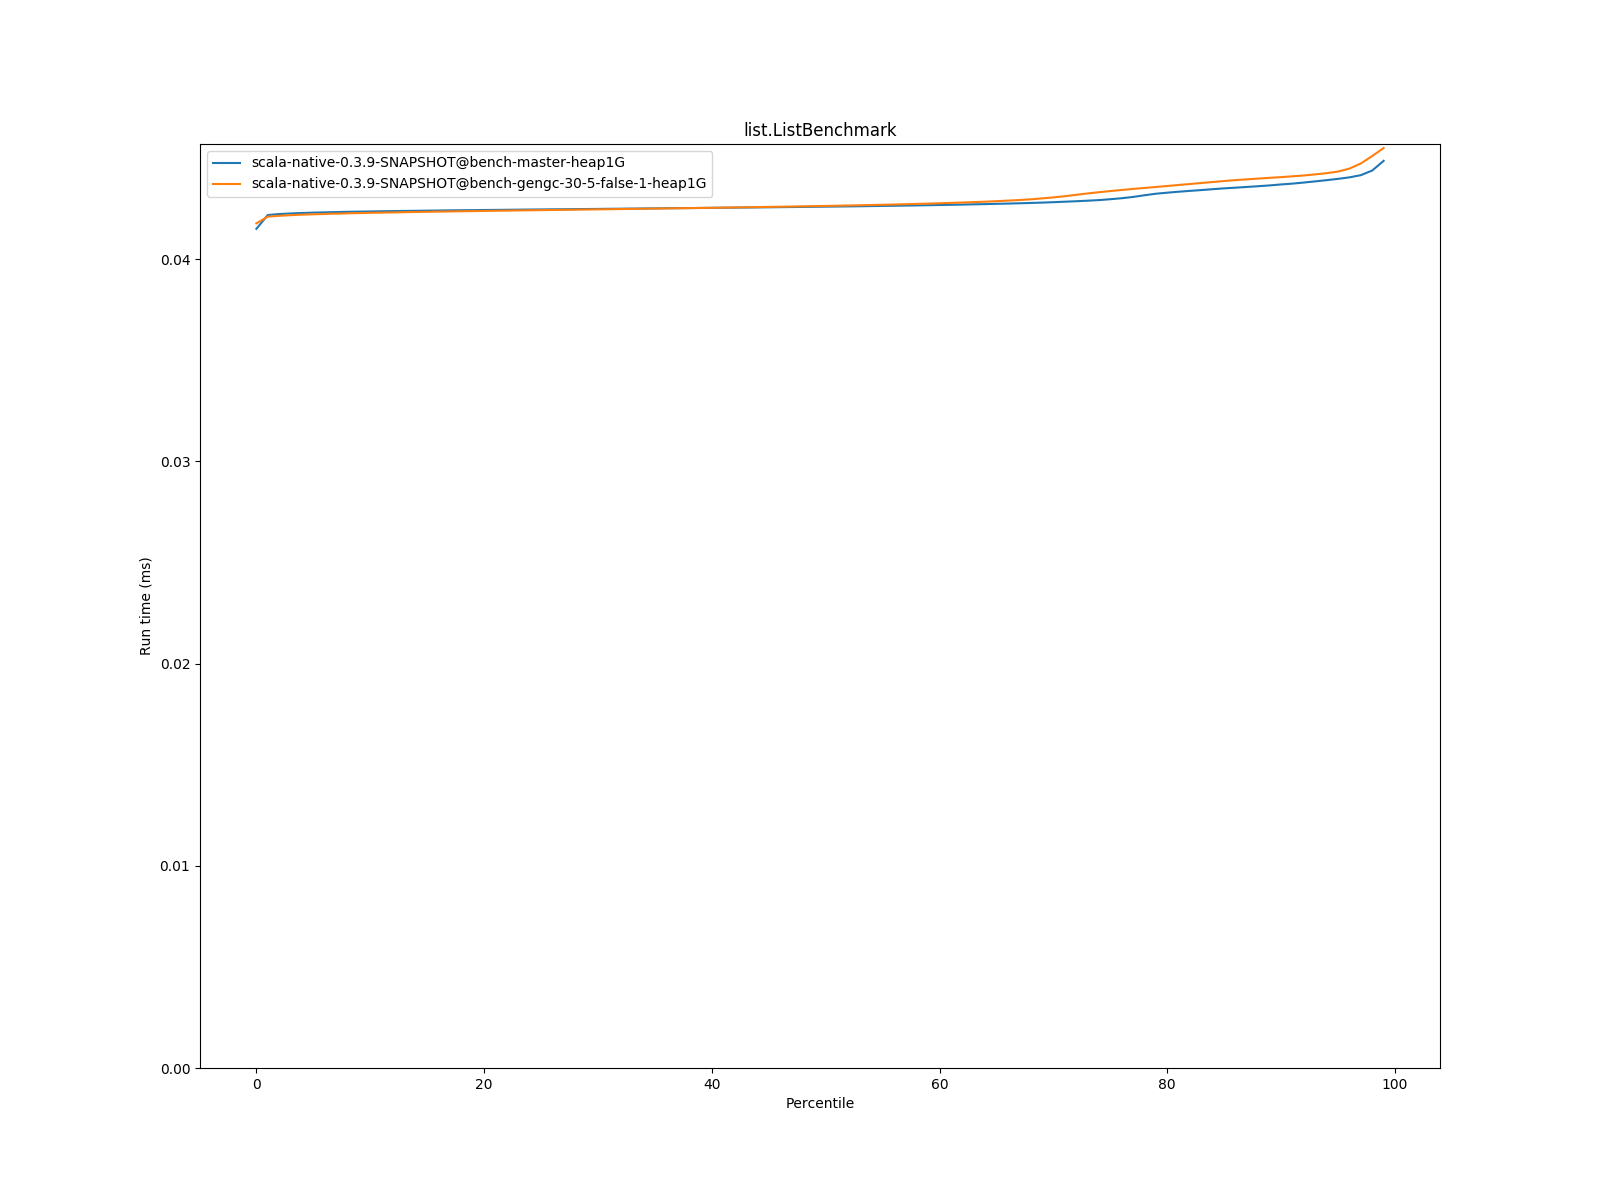 list.ListBenchmark
scala-native-0.3.9-SNAPSHOT@bench-master-heap1G
scala-native-0.3.9-SNAPSHOT@bench-gengc-30-5-false-1-heap1G
0.04
0.03
0.02
0.01
0.00
Run time (ms)
0 20 40 60 80 100
Percentile